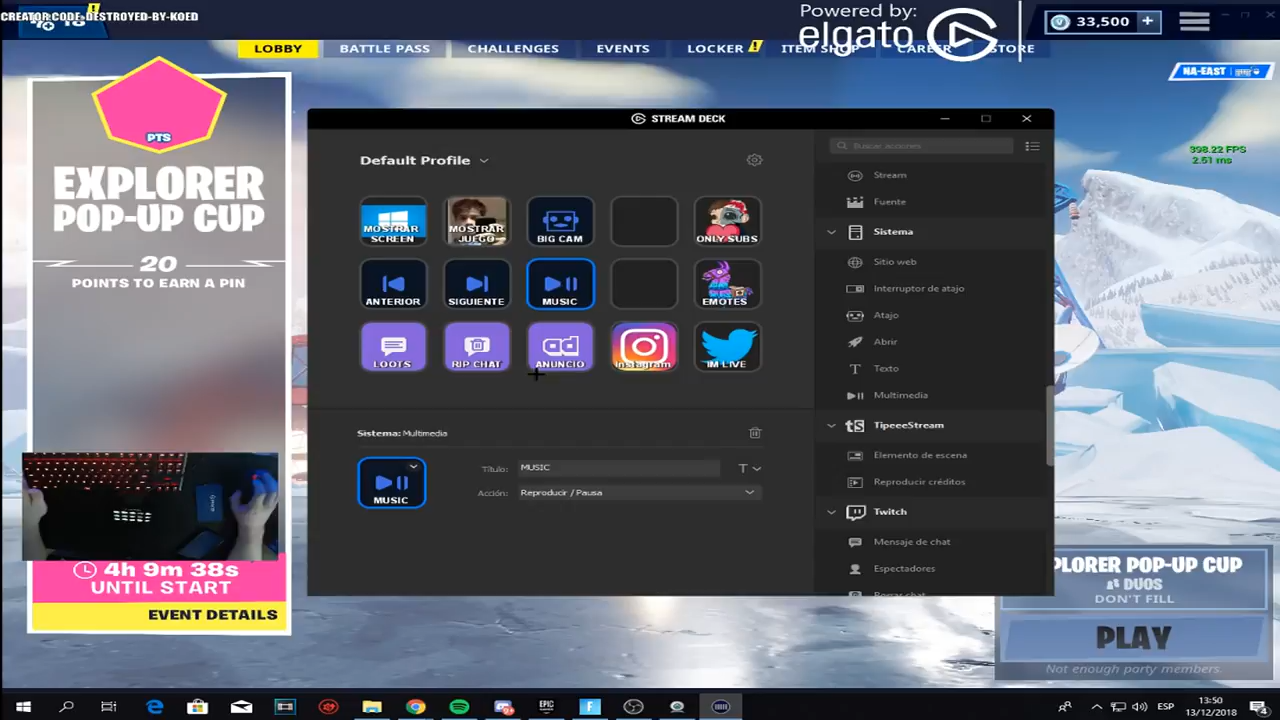 CREATOR CODE-DESTROYED-BY-KOED
Powered by:
elgato
33,500
LOBBY
BATTLE PASS
CHALLENGES
EVENTS
LOCKER
ITEM SHOP
CAREER
STORE
NA-EAST
398.22 FPS
2.51 ms
PTS
EXPLORER
POP-UP CUP
20
POINTS TO EARN A PIN
4h 9m 38s
UNTIL START
EVENT DETAILS
STREAM DECK
Default Profile
MOSTRAR
SCREEN
MOSTRAR
JUEGO
BIG CAM
ONLY SUBS
ANTERIOR
SIGUIENTE
MUSIC
EMOTES
LOOTS
RIP CHAT
ad
ANUNCIO
Instagram
IM LIVE
Sistema: Multimedia
MUSIC
Título:
MUSIC
T
Acción:
Reproducir / Pausa
Buscar acciones
Stream
Fuente
Sistema
Sitio web
Interruptor de atajo
Atajo
Abrir
Texto
Multimedia
TipeeeStream
Elemento de escena
Reproducir créditos
Twitch
Mensaje de chat
Espectadores
Borrar chat
PLORER POP-UP CUP
DUOS
DON'T FILL
PLAY
Not enough party members.
EPIC
ESP
13:50
13/12/2018
4